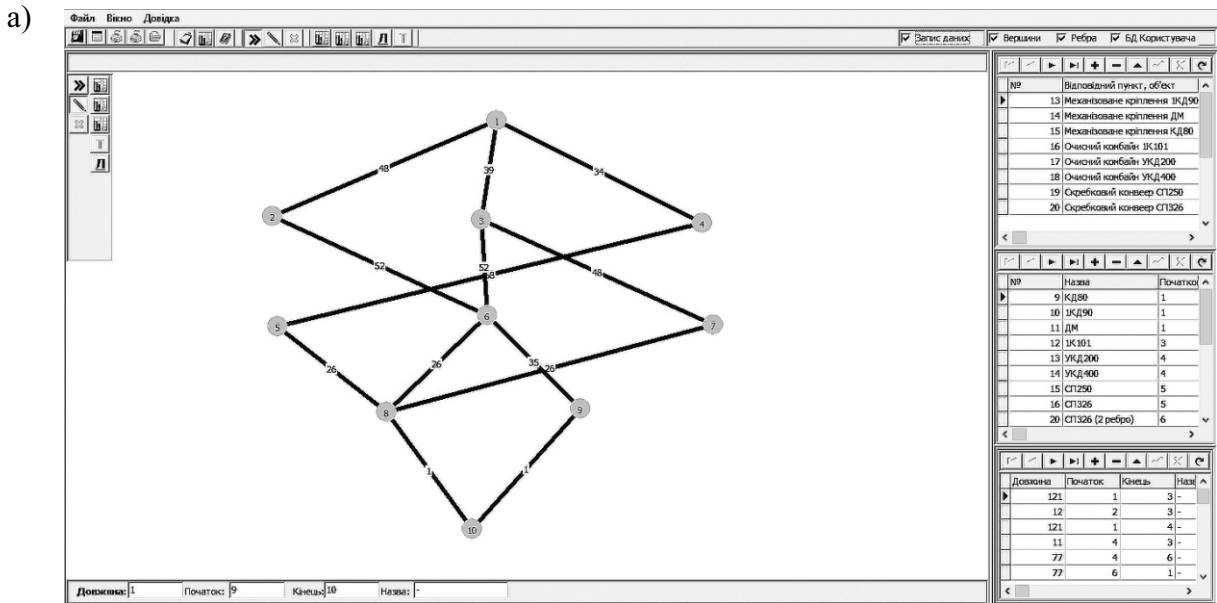 а)
Файл Вікно Довідка
Запис даних Вершини Ребра БД Користувача
Л Т
Т
Л
1
48 39 34
2 3 4
52 52 68 48
5 6 7
26 26 35 26
8 9
1 1
10
№ Відповідний пункт, об'єкт
13 Механізоване кріплення 1КД90
14 Механізоване кріплення ДМ
15 Механізоване кріплення КД80
16 Очисний комбайн 1К101
17 Очисний комбайн УКД200
18 Очисний комбайн УКД400
19 Скребковий конвеєр СП250
20 Скребковий конвеєр СП326
№ Назва Початко
9 КД80 1
10 1КД90 1
11 ДМ 1
12 1К101 3
13 УКД200 4
14 УКД400 4
15 СП250 5
16 СП326 5
20 СП326 (2 ребро) 6
Довжина Початок Кінець Назв
121 1 3 -
12 2 3 -
121 1 4 -
11 4 3 -
77 4 6 -
77 6 1 -
Довжина: 1 Початок: 9 Кінець: 10 Назва: -